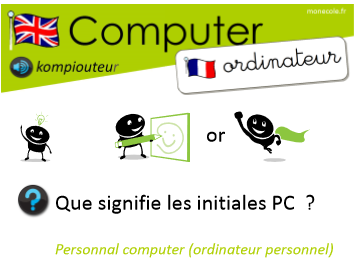 monecole.fr
Computer
kompiouteur
ordinateur
or
?
Que signifie les initiales PC ?
Personnal computer (ordinateur personnel)